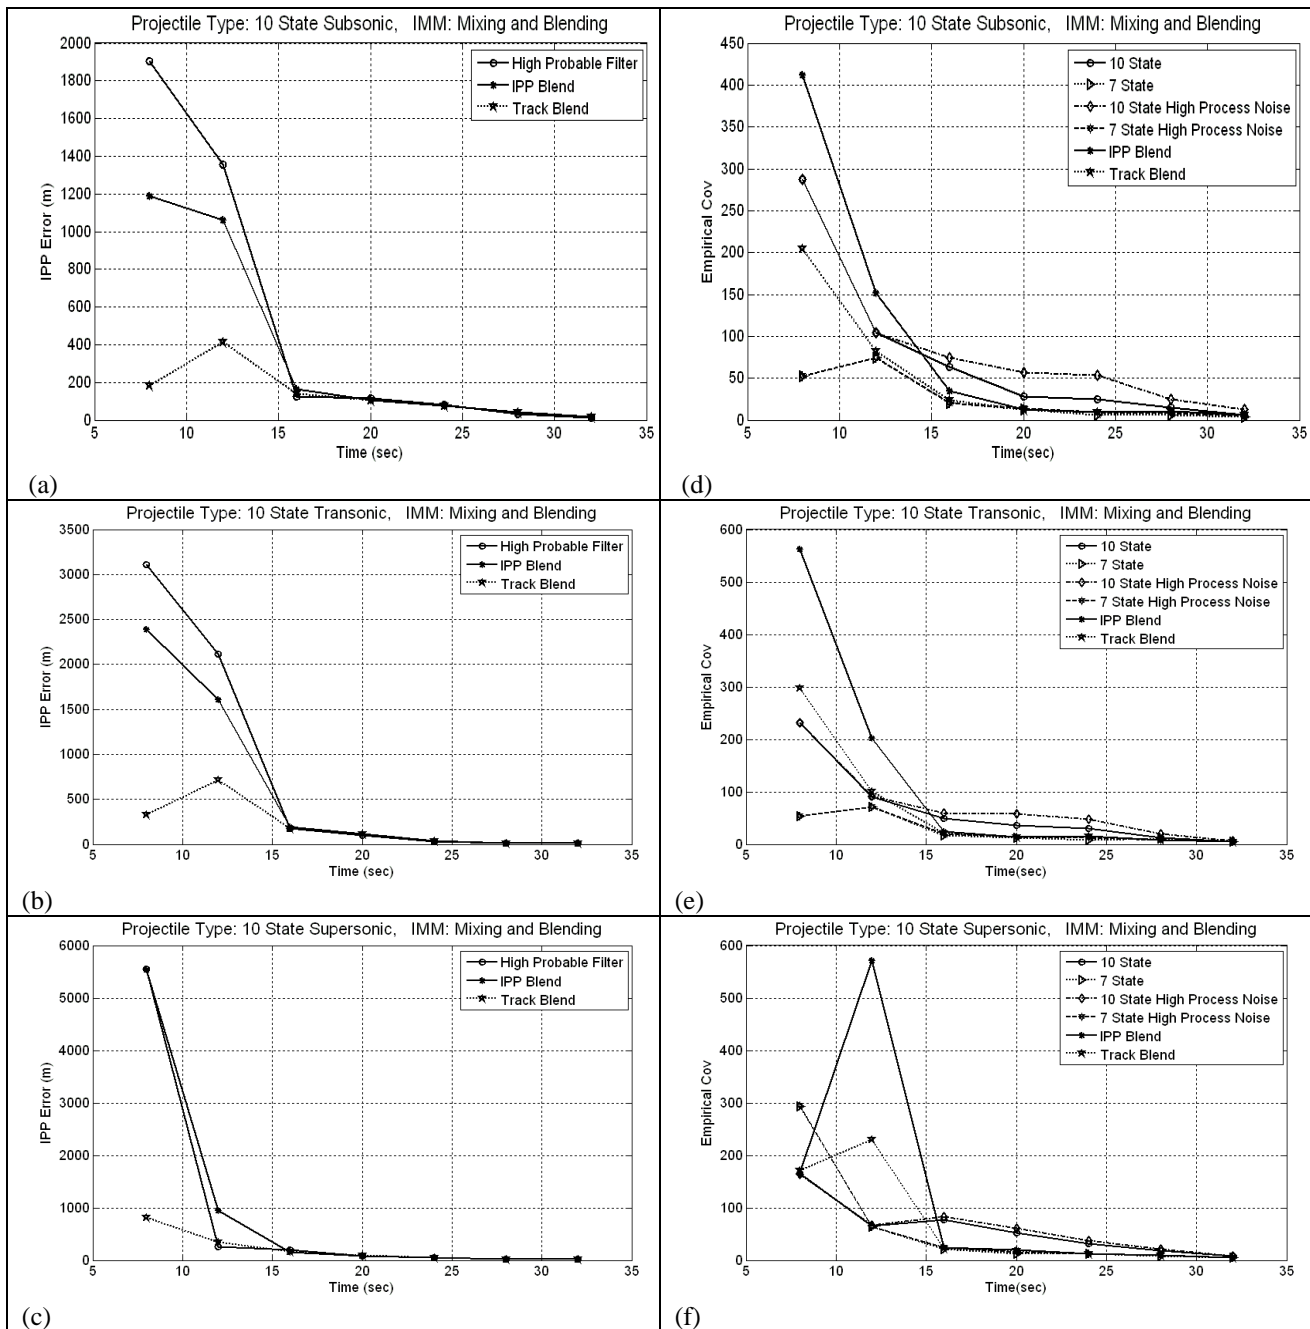 Projectile Type: 10 State Subsonic, IMM: Mixing and Blending
2000
1800
1600
1400
1200
1000
800
600
400
200
0
IPP Error (m)
High Probable Filter
IPP Blend
Track Blend
5 10 15 20 25 30 35
Time (sec)
(a)
Projectile Type: 10 State Subsonic, IMM: Mixing and Blending
450
400
350
300
250
200
150
100
50
0
Empirical Cov
10 State
7 State
10 State High Process Noise
7 State High Process Noise
IPP Blend
Track Blend
5 10 15 20 25 30 35
Time(sec)
(d)
Projectile Type: 10 State Transonic, IMM: Mixing and Blending
3500
3000
2500
2000
1500
1000
500
0
IPP Error (m)
High Probable Filter
IPP Blend
Track Blend
5 10 15 20 25 30 35
Time (sec)
(b)
Projectile Type: 10 State Transonic, IMM: Mixing and Blending
600
500
400
300
200
100
0
Empirical Cov
10 State
7 State
10 State High Process Noise
7 State High Process Noise
IPP Blend
Track Blend
5 10 15 20 25 30 35
Time(sec)
(e)
Projectile Type: 10 State Supersonic, IMM: Mixing and Blending
6000
5000
4000
3000
2000
1000
0
IPP Error (m)
High Probable Filter
IPP Blend
Track Blend
5 10 15 20 25 30 35
Time (sec)
(c)
Projectile Type: 10 State Supersonic, IMM: Mixing and Blending
600
500
400
300
200
100
0
Empirical Cov
10 State
7 State
10 State High Process Noise
7 State High Process Noise
IPP Blend
Track Blend
5 10 15 20 25 30 35
Time(sec)
(f)